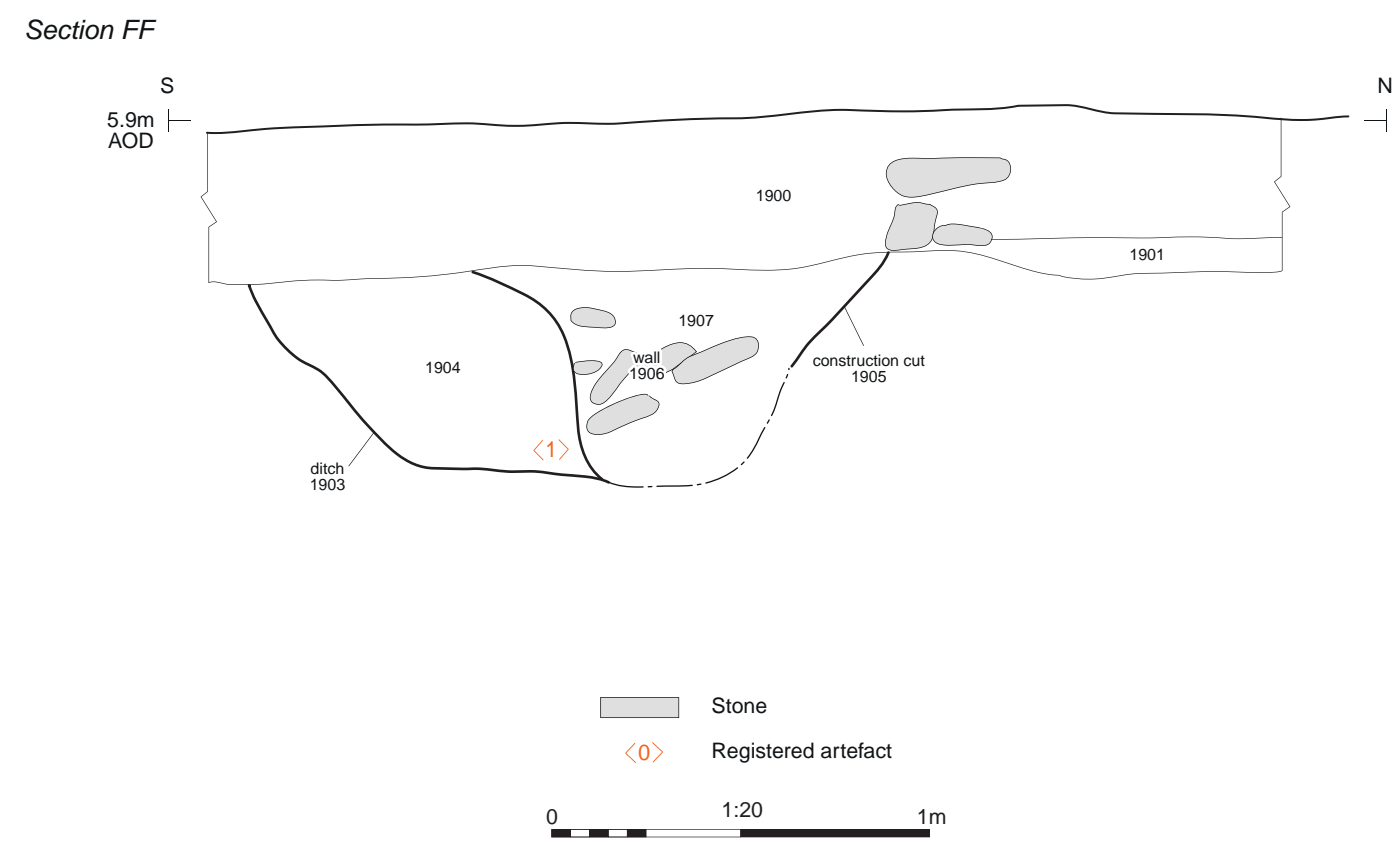 Section FF
S
N
5.9m
AOD
1900
1901
1907
wall
1906
1904
construction cut
1905
<1>
ditch
1903
Stone
<0>
Registered artefact
0
1:20
1m